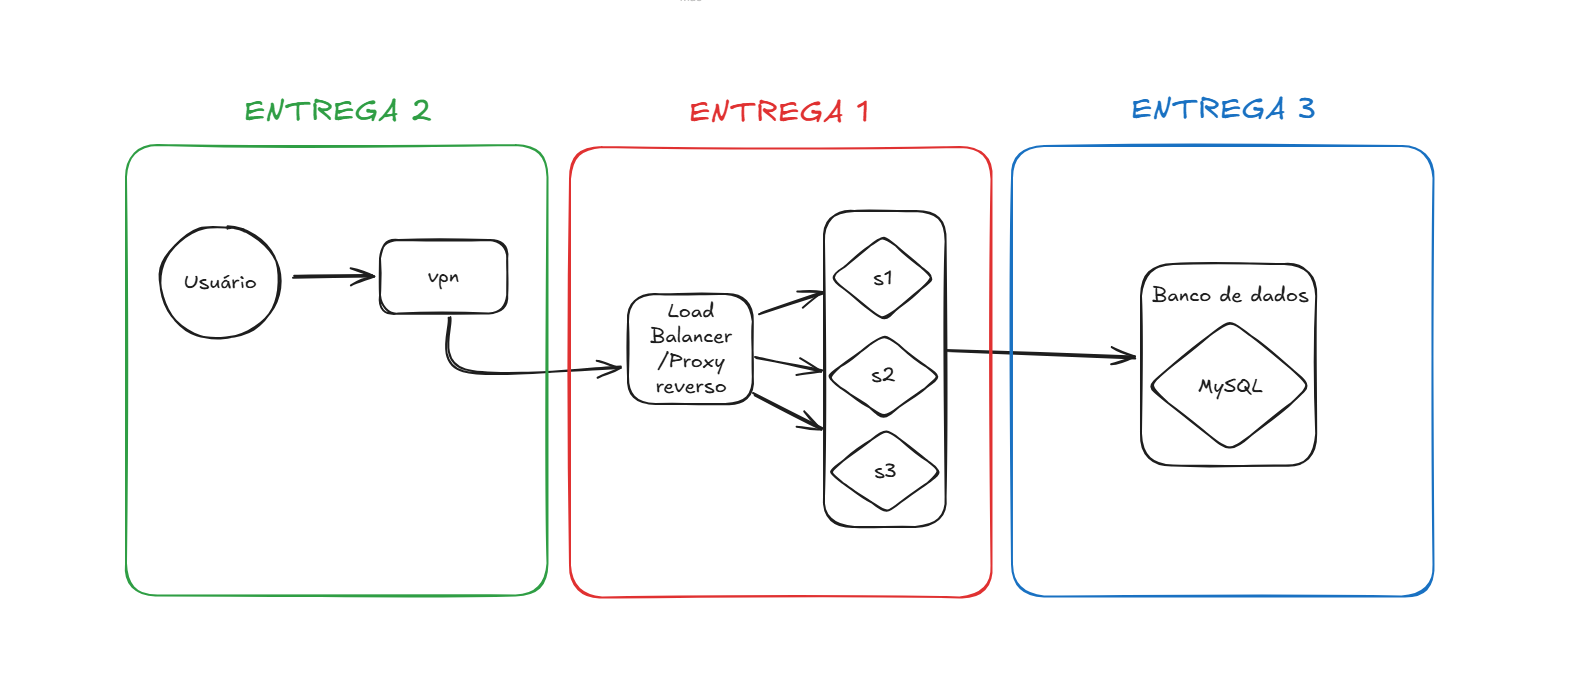 ENTREGA 2
Usuário
vpn
ENTREGA 1
Load
Balancer
/Proxy
reverso
s1
s2
s3
ENTREGA 3
Banco de dados
MySQL